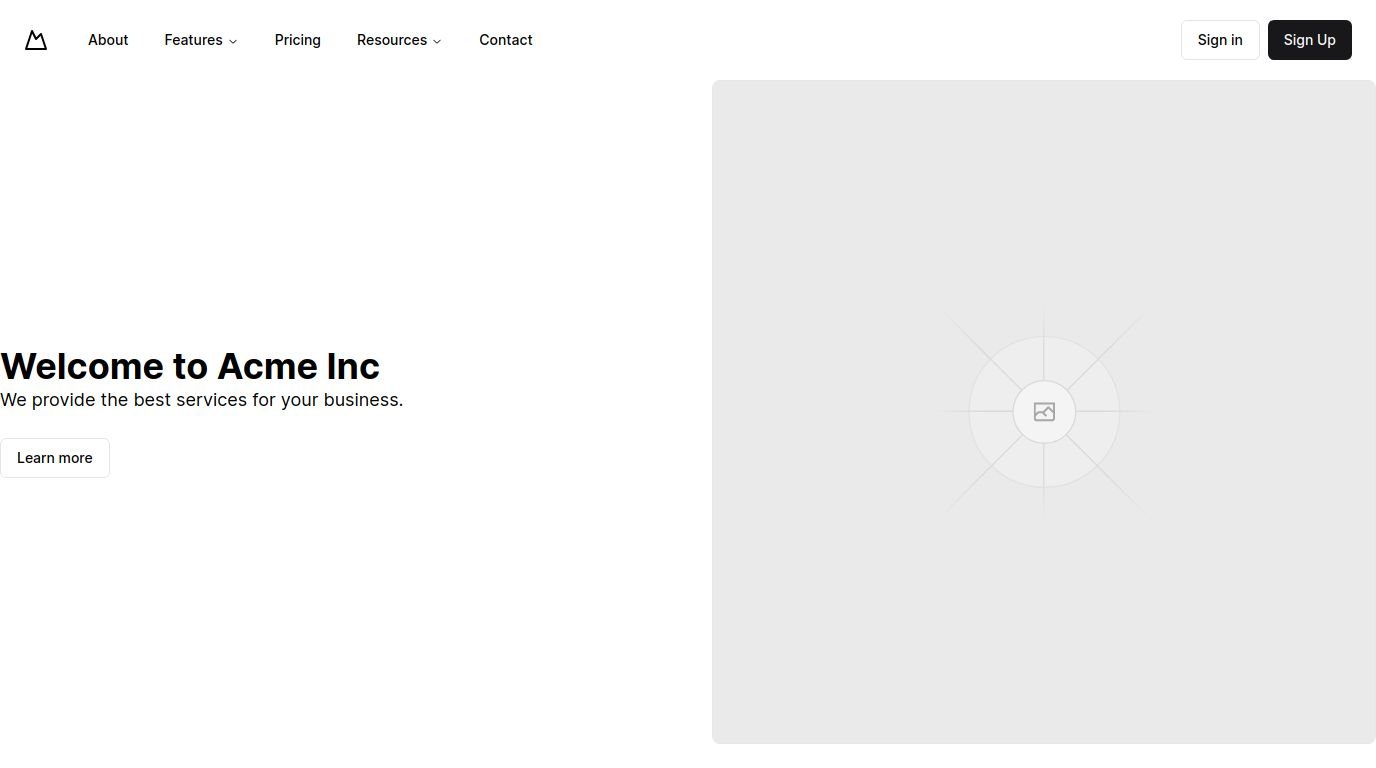 About Features Pricing Resources Contact Sign in Sign Up
Welcome to Acme Inc
We provide the best services for your business.
Learn more